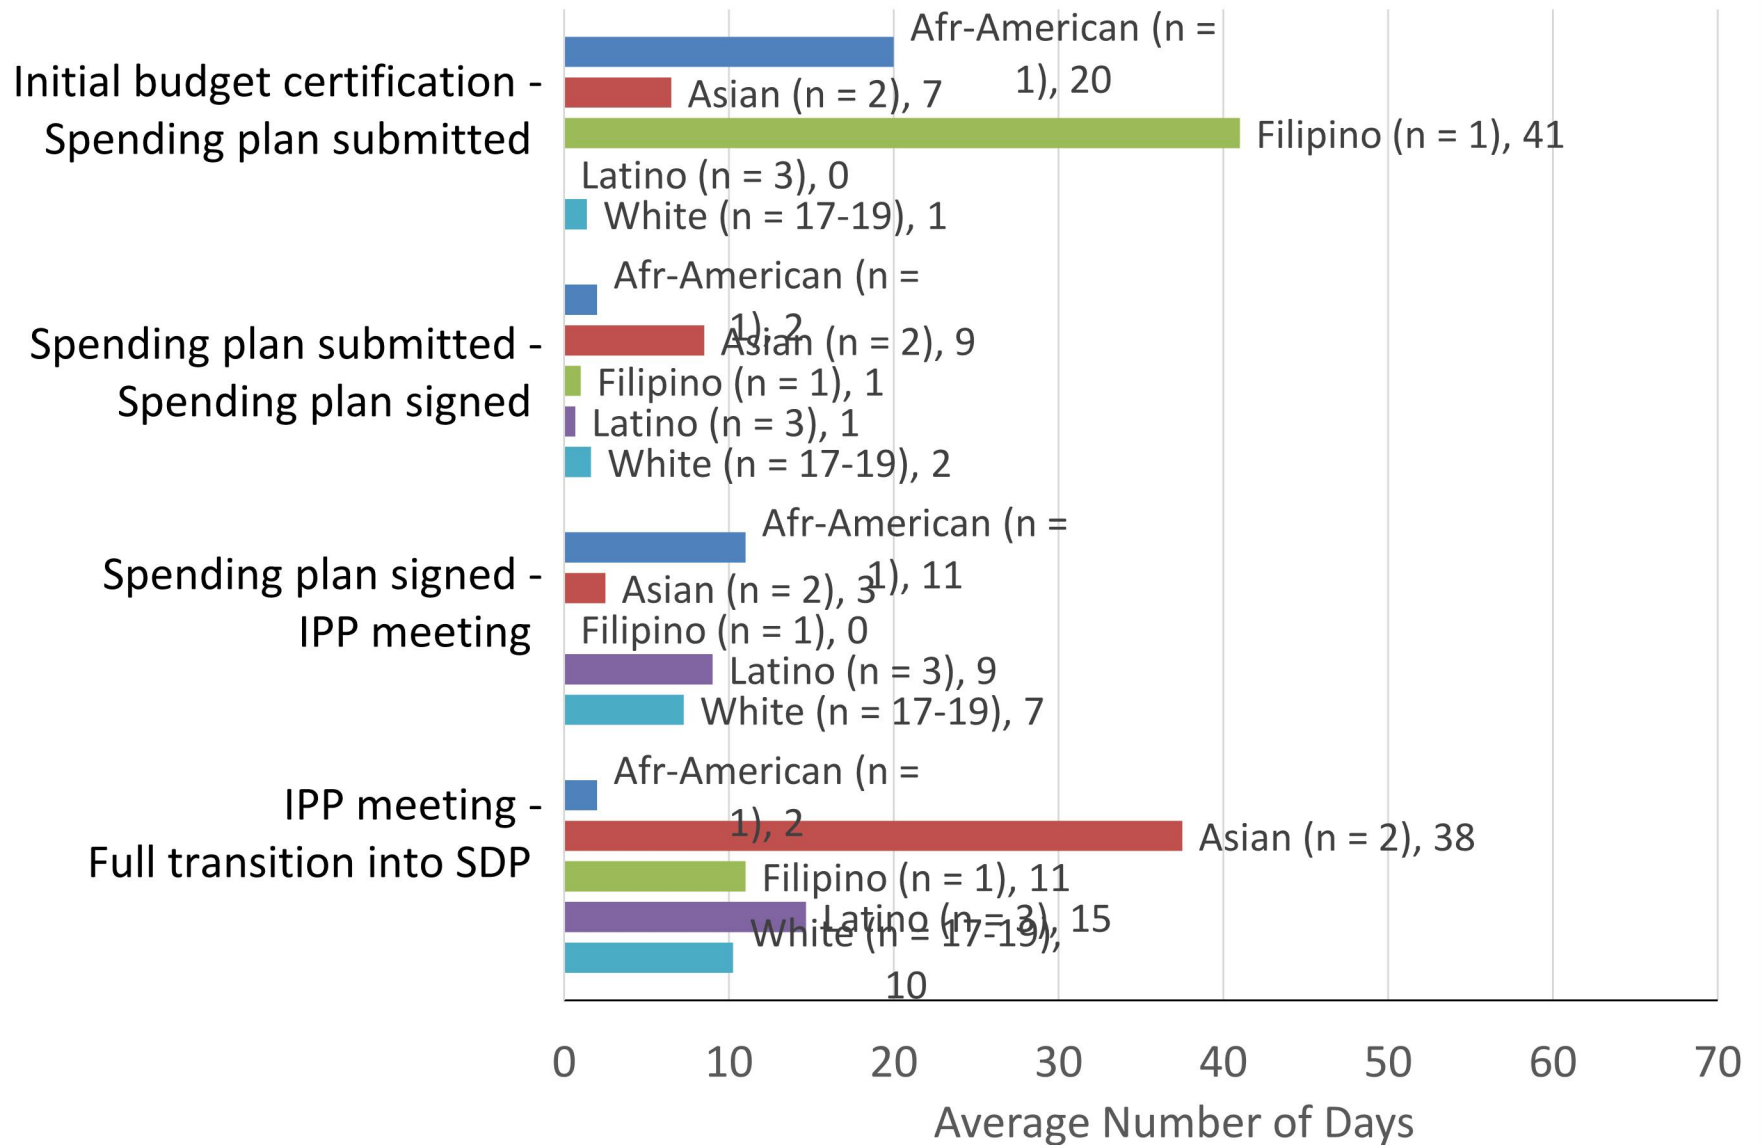 Initial budget certification -
Spending plan submitted
Afr-American (n =
1), 20
Asian (n = 2), 7
Filipino (n = 1), 41
Latino (n = 3), 0
White (n = 17-19), 1
Spending plan submitted -
Spending plan signed
Afr-American (n =
1), 2
Asian (n = 2), 9
Filipino (n = 1), 1
Latino (n = 3), 1
White (n = 17-19), 2
Spending plan signed -
IPP meeting
Afr-American (n =
1), 11
Asian (n = 2), 3
Filipino (n = 1), 0
Latino (n = 3), 9
White (n = 17-19), 7
IPP meeting -
Full transition into SDP
Afr-American (n =
1), 2
Asian (n = 2), 38
Filipino (n = 1), 11
Latino (n = 3), 15
White (n = 17-19),
10
0 10 20 30 40 50 60 70
Average Number of Days